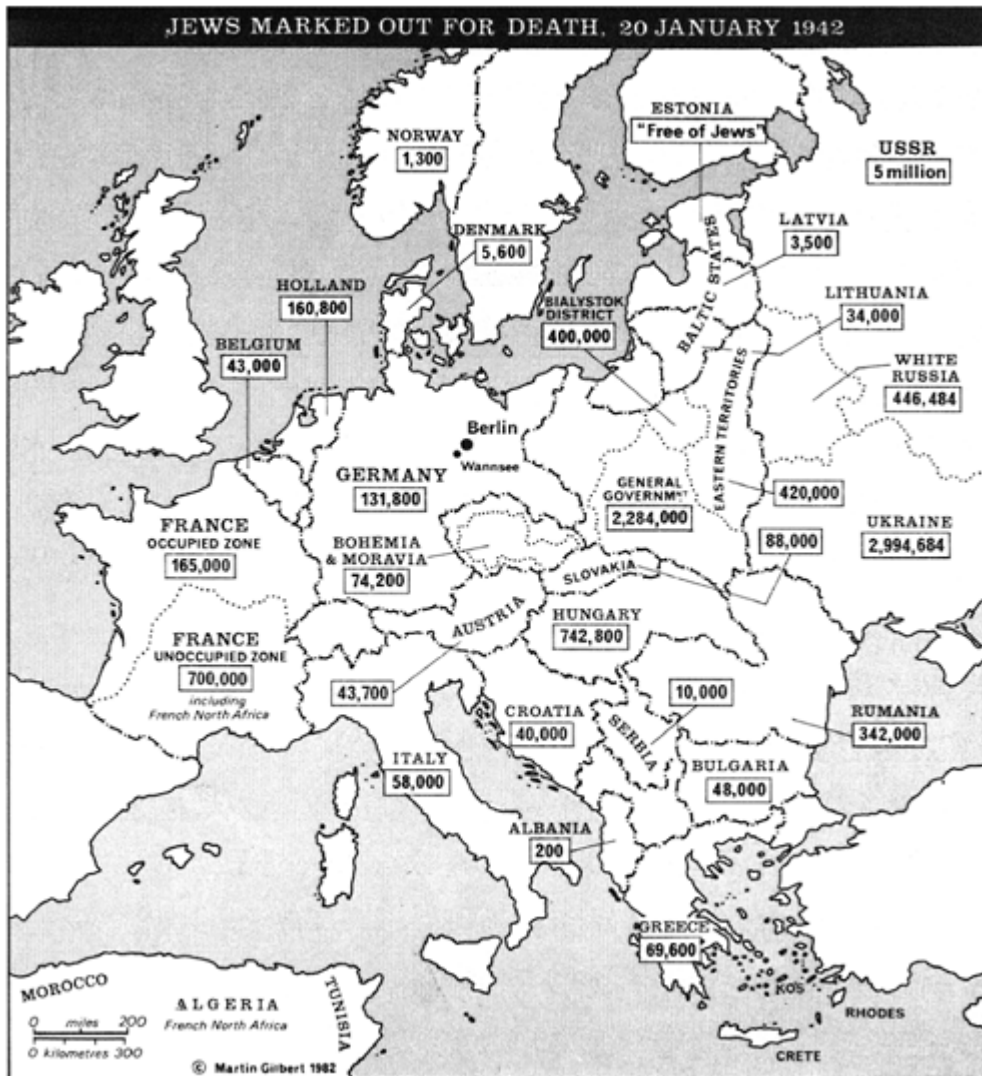 JEWS MARKED OUT FOR DEATH, 20 JANUARY 1942
NORWAY
1,300
ESTONIA
"Free of Jews"
USSR
5 million
DENMARK
5,600
LATVIA
3,500
HOLLAND
160,800
BIALYSTOK
DISTRICT
400,000
BALTIC STATES
LITHUANIA
34,000
BELGIUM
43,000
WHITE
RUSSIA
446,484
EASTERN TERRITORIES
Berlin
Wannsee
GERMANY
131,800
GENERAL
GOVERNMNT
2,284,000
420,000
FRANCE
OCCUPIED ZONE
165,000
BOHEMIA
& MORAVIA
74,200
88,000
UKRAINE
2,994,684
SLOVAKIA
AUSTRIA
HUNGARY
742,800
FRANCE
UNOCCUPIED ZONE
700,000
including
French North Africa
43,700
10,000
CROATIA
40,000
SERBIA
RUMANIA
342,000
ITALY
58,000
BULGARIA
48,000
ALBANIA
200
GREECE
69,600
KOS
RHODES
CRETE
MOROCCO
ALGERIA
French North Africa
TUNISIA
0 miles 200
0 kilometres 300
© Martin Gilbert 1982